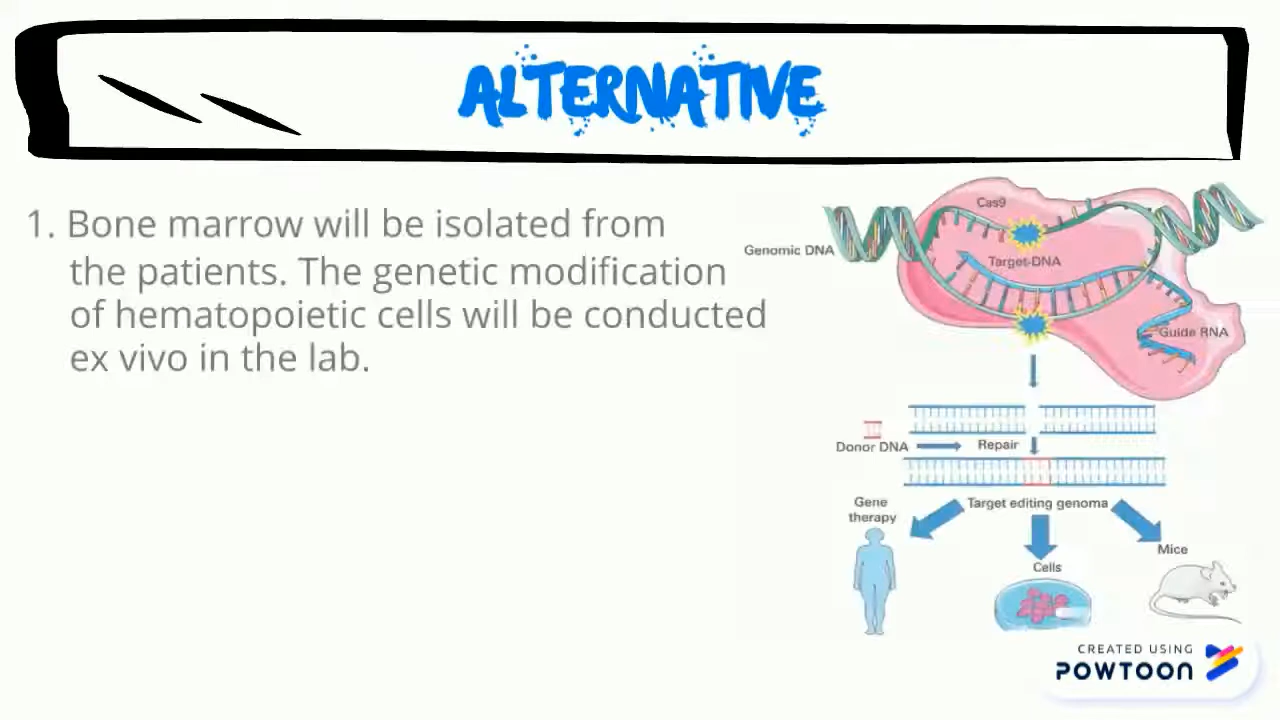 ALTERNATIVE
1. Bone marrow will be isolated from
the patients. The genetic modification
of hematopoietic cells will be conducted
ex vivo in the lab.
Cas9
Genomic DNA
Target-DNA
Guide RNA
Donor DNA
Repair
Target editing genoma
Gene
therapy
Cells
Mice
CREATED USING
POWTOON